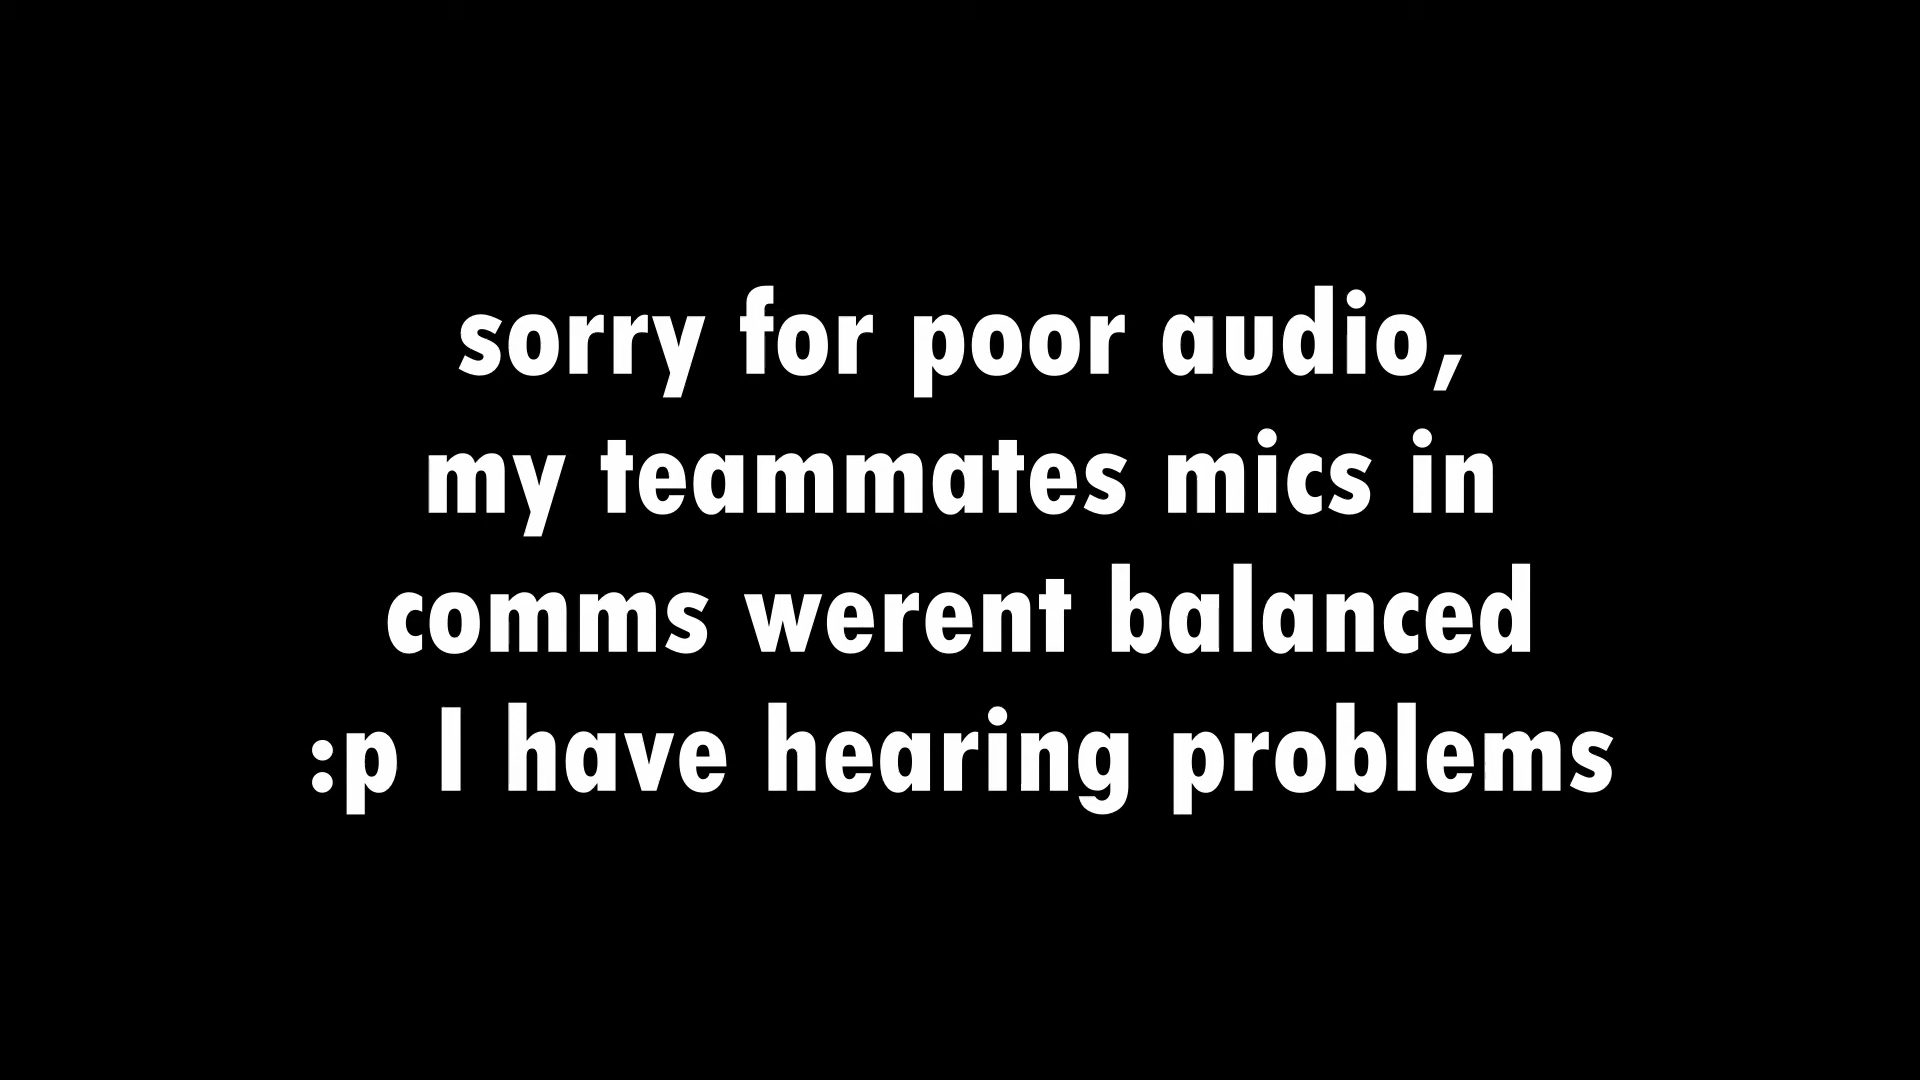 sorry for poor audio,
my teammates mics in
comms werent balanced
:p I have hearing problems